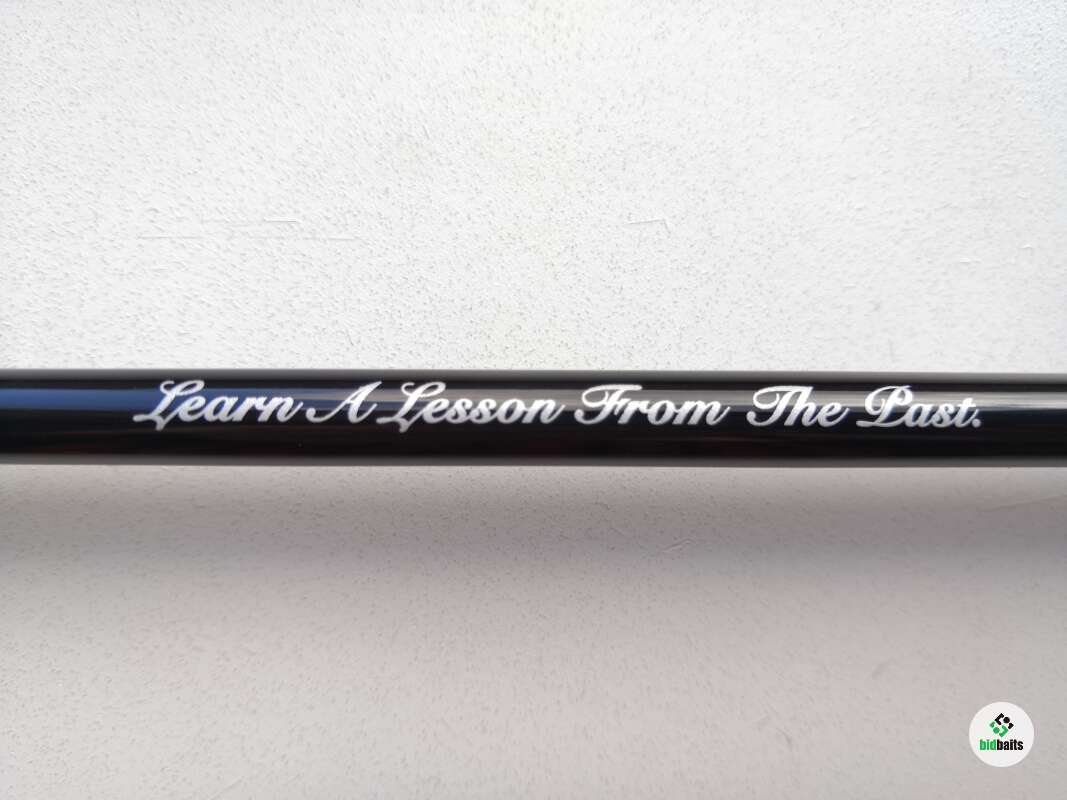 Learn A Lesson From The Past.
bidbaits